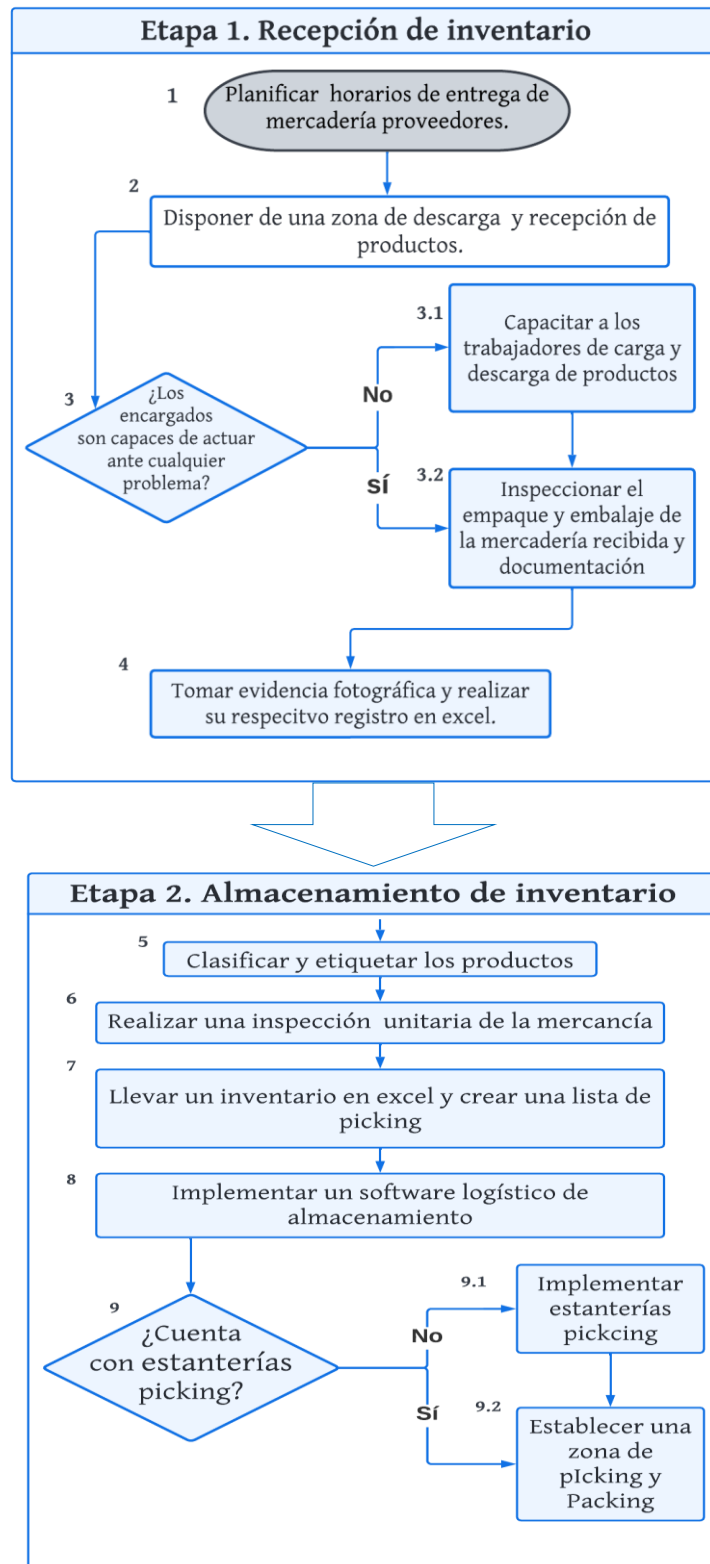 Etapa 1. Recepción de inventario
1
Planificar horarios de entrega de
mercadería proveedores.
2
Disponer de una zona de descarga y recepción de
productos.
3
¿Los
encargados
son capaces de actuar
ante cualquier
problema?
No
SÍ
3.1
Capacitar a los
trabajadores de carga y
descarga de productos
3.2
Inspeccionar el
empaque y embalaje de
la mercadería recibida y
documentación
4
Tomar evidencia fotográfica y realizar
su respecitvo registro en excel.
Etapa 2. Almacenamiento de inventario
5
Clasificar y etiquetar los productos
6
Realizar una inspección unitaria de la mercancía
7
Llevar un inventario en excel y crear una lista de
picking
8
Implementar un software logístico de
almacenamiento
9
¿Cuenta
con estanterías
picking?
No
Sí
9.1
Implementar
estanterías
pickcing
9.2
Establecer una
zona de
pIcking y
Packing